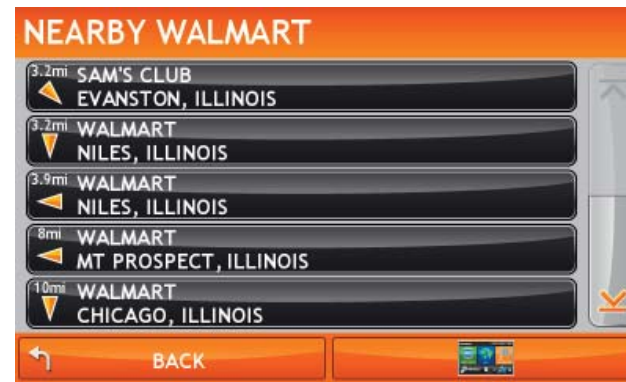 NEARBY WALMART
3.2mi SAM'S CLUB
EVANSTON, ILLINOIS
3.2mi WALMART
NILES, ILLINOIS
3.9mi WALMART
NILES, ILLINOIS
8mi WALMART
MT PROSPECT, ILLINOIS
10mi WALMART
CHICAGO, ILLINOIS
BACK